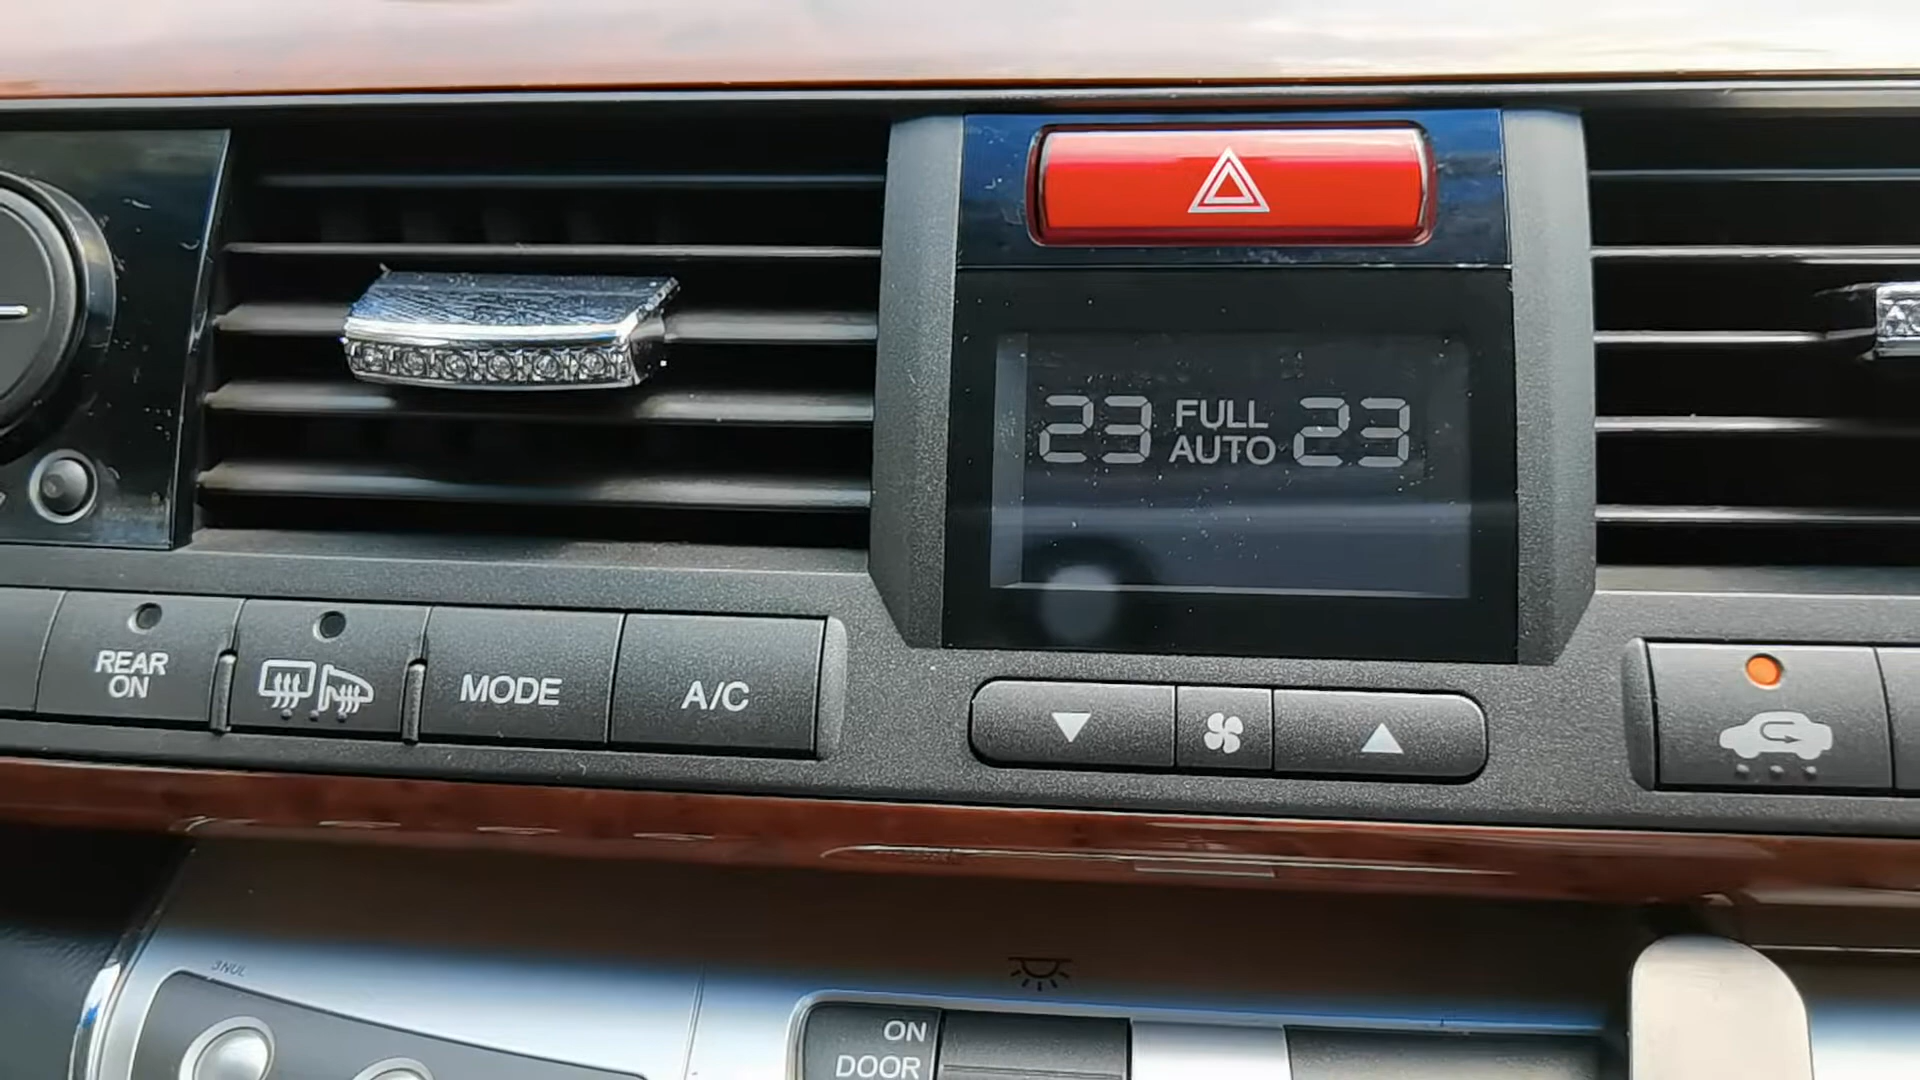 23 FULL AUTO 23
REAR
ON
MODE
A/C
ON
DOOR